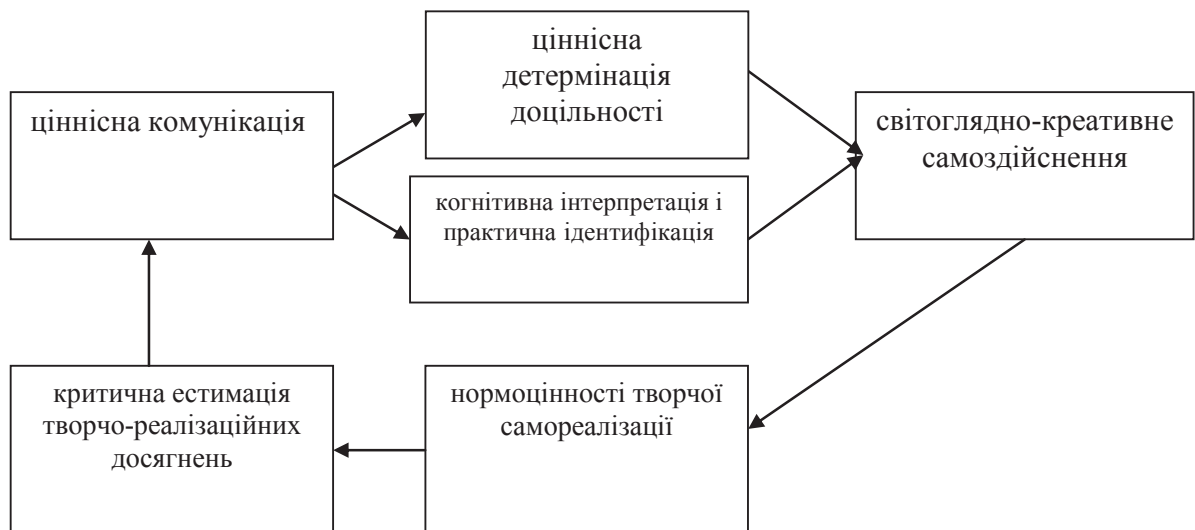 ціннісна комунікація
ціннісна
детермінація
доцільності
когнітивна інтерпретація і
практична ідентифікація
світоглядно-креативне
самоздійснення
критична естимація
творчо-реалізаційних
досягнень
нормоцінності творчої
самореалізації